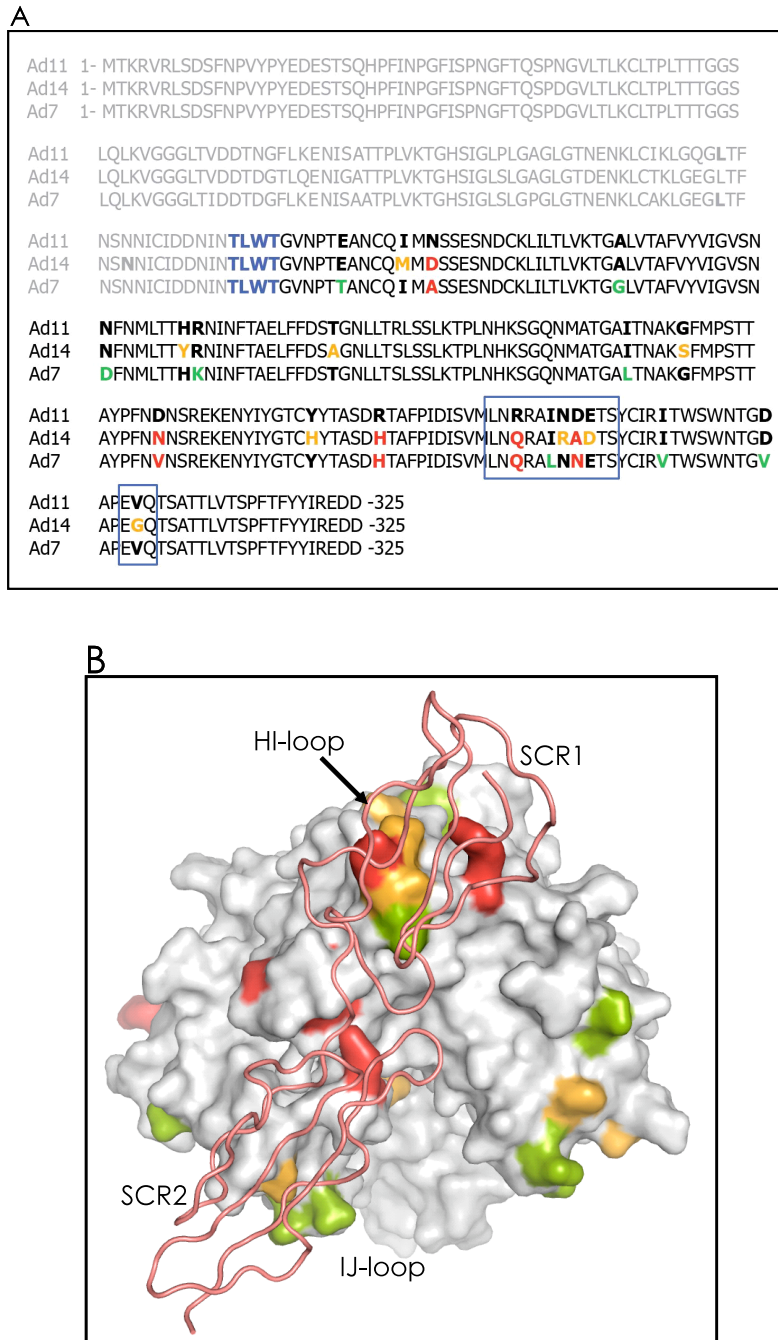 A
Ad11 1- MTKRVRLSDSFNPVYPYEDESTSQHPFINPGFISPNGFTQSPNGVLTLKCLTPLTTTGGS
Ad14 1- MTKRVRLSDSFNPVYPYEDESTSQHPFINPGFISPNGFTQSPDGVLTLKCLTPLTTTGGS
Ad7 1- MTKRVRLSDSFNPVYPYEDESTSQHPFINPGFISPNGFTQSPDGVLTLKCLTPLTTTGGS
Ad11 LQLKVGGGLTVDDTNGFLKENISATTPLVKTGHSIGLPLGAGLGTNENKLCIKLGQGLTF
Ad14 LQLKVGGGLTVDDTDGTLQENIGATTPLVKTGHSIGLSLGAGLGTDENKLCTKLGEGLTF
Ad7 LQLKVGGGLTIDDTDGFLKENISAATPLVKTGHSIGLSLGPGLGTNENKLCAKLGEGLTF
Ad11 NSNNICIDDNINTLWTGVNPTEANCQIMNSSESNDCKLILTLVKTGALVTAFVYVIGVSN
Ad14 NSNNICIDDNINTLWTGVNPTEANCQMMDSSESNDCKLILTLVKTGALVTAFVYVIGVSN
Ad7 NSNNICIDDNINTLWTGVNPTTANCQIMASSESNDCKLILTLVKTGGLVTAFVYVIGVSN
Ad11 NFNMLTTHRNINFTAELFFDSTGNLLTRLSSLKTPLNHKSGQNMATGAITNAKGFMPSTT
Ad14 NFNMLTTYRNINFTAELFFDSAGNLLTSLSSLKTPLNHKSGQNMATGAITNAKSFMPSTT
Ad7 DFNMLTTHKNINFTAELFFDSTGNLLTSLSSLKTPLNHKSGQNMATGALTNAKGFMPSTT
Ad11 AYPFNDNSREKENYIYGTCYYTASDRTAFPIDISVMLNRRAINDETSYCIRITWSWNTGD
Ad14 AYPFNNNSREKENYIYGTCHYTASDHTAFPIDISVMLNQRAIRADTSYCIRITWSWNTGD
Ad7 AYPFNVNSREKENYIYGTCYYTASDHTAFPIDISVMLNQRALNNETSYCIRVTWSWNTGV
Ad11 APEVQTSATTLVTSPFTFYYIREDD -325
Ad14 APEGQTSATTLVTSPFTFYYIREDD -325
Ad7 APEVQTSATTLVTSPFTFYYIREDD -325
B
HI-loop
SCR1
SCR2
IJ-loop